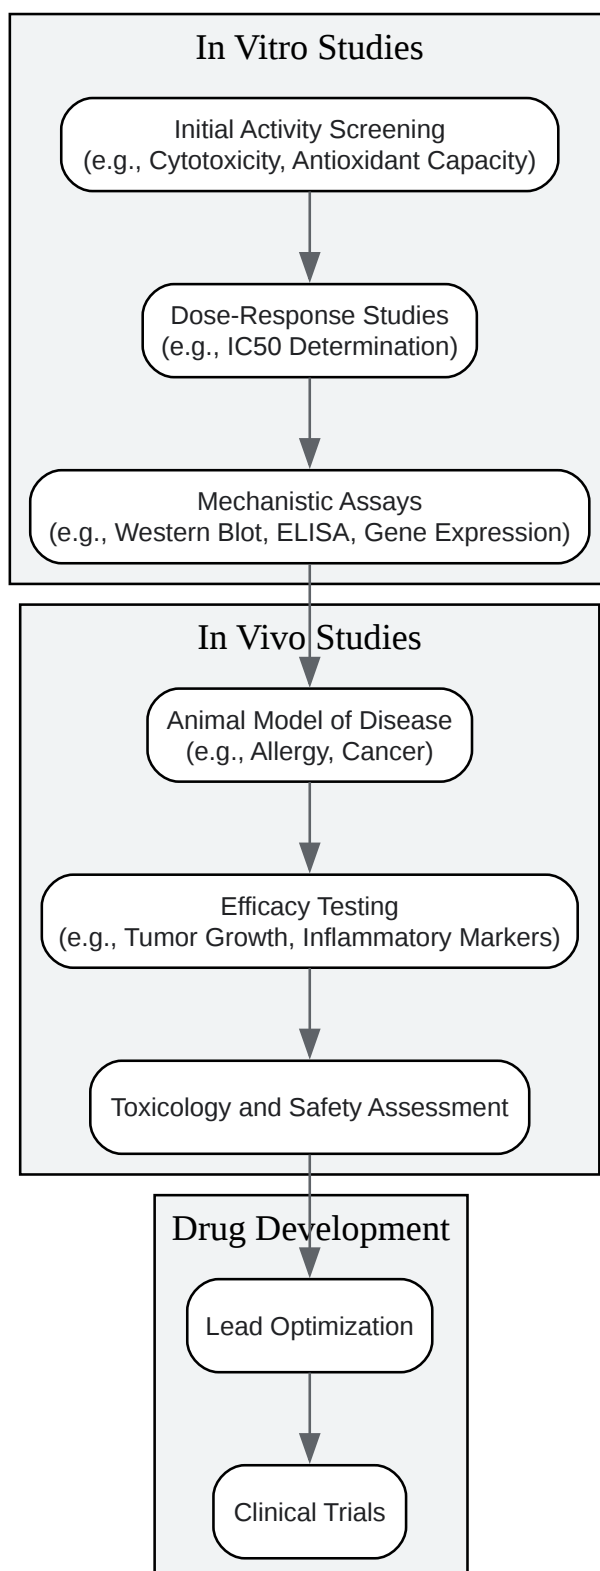 In Vitro Studies
Initial Activity Screening
(e.g., Cytotoxicity, Antioxidant Capacity)
Dose-Response Studies
(e.g., IC50 Determination)
Mechanistic Assays
(e.g., Western Blot, ELISA, Gene Expression)
In Vivo Studies
Animal Model of Disease
(e.g., Allergy, Cancer)
Efficacy Testing
(e.g., Tumor Growth, Inflammatory Markers)
Toxicology and Safety Assessment
Drug Development
Lead Optimization
Clinical Trials